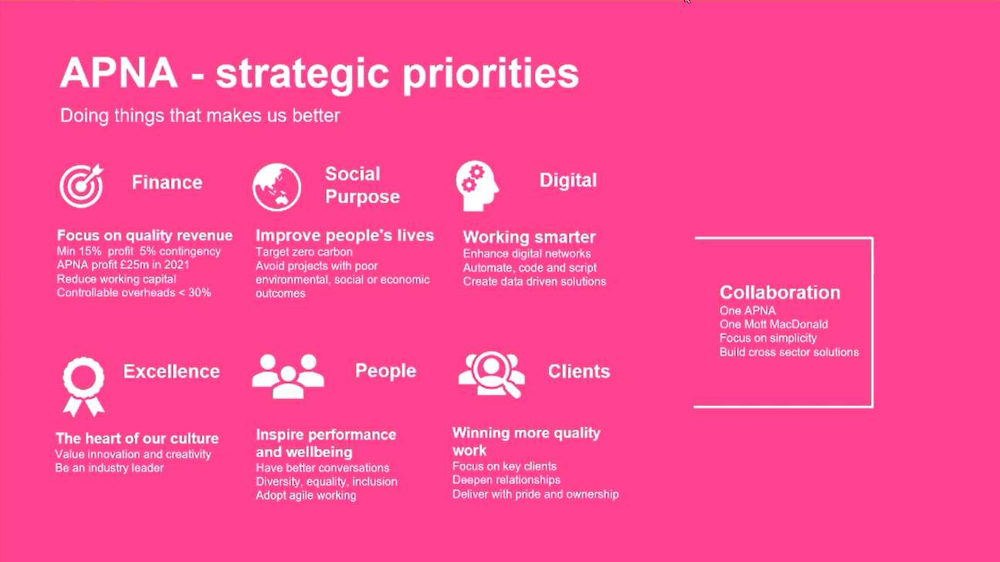 APNA - strategic priorities
Doing things that makes us better
Finance
Focus on quality revenue
Min 15% profit 5% contingency
APNA profit £25m in 2021
Reduce working capital
Controllable overheads < 30%
Social
Purpose
Improve people's lives
Target zero carbon
Avoid projects with poor
environmental, social or economic
outcomes
Digital
Working smarter
Enhance digital networks
Automate, code and script
Create data driven solutions
Excellence
The heart of our culture
Value innovation and creativity
Be an industry leader
People
Inspire performance
and wellbeing
Have better conversations
Diversity, equality, inclusion
Adopt agile working
Clients
Winning more quality
work
Focus on key clients
Deepen relationships
Deliver with pride and ownership
Collaboration
One APNA
One Mott MacDonald
Focus on simplicity
Build cross sector solutions